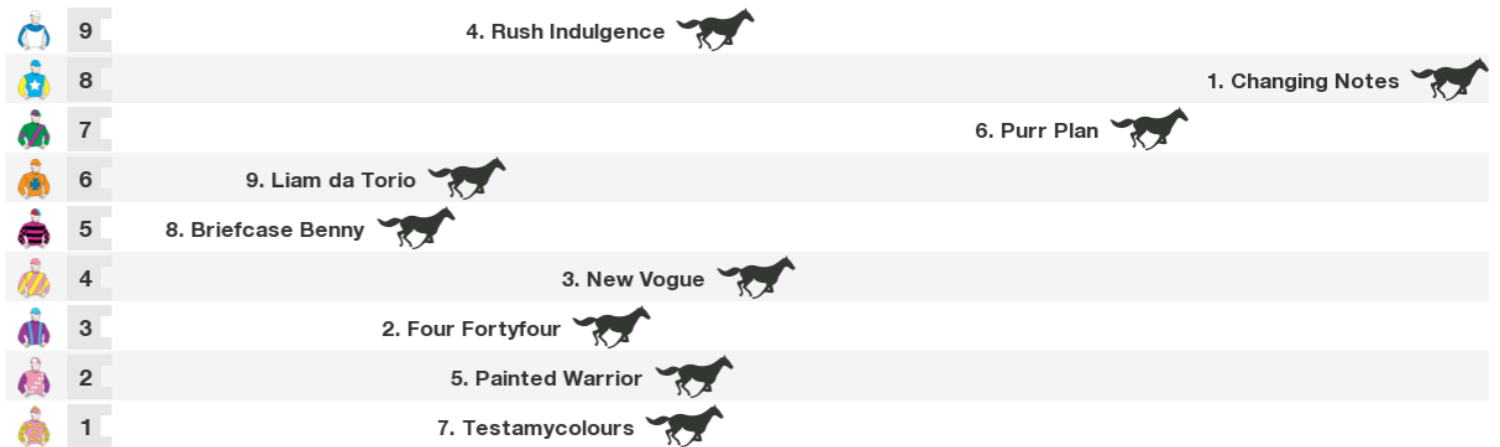 9 4. Rush Indulgence
8 1. Changing Notes
7 6. Purr Plan
6 9. Liam da Torio
5 8. Briefcase Benny
4 3. New Vogue
3 2. Four Fortyfour
2 5. Painted Warrior
1 7. Testamycolours